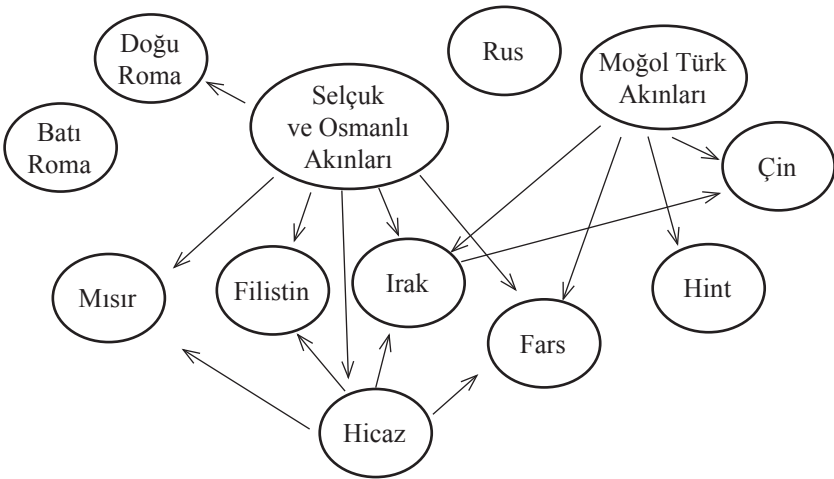 Doğu
Roma
Rus
Moğol Türk
Akınları
Selçuk
ve Osmanlı
Akınları
Batı
Roma
Çin
Mısır
Filistin
Irak
Hint
Fars
Hicaz